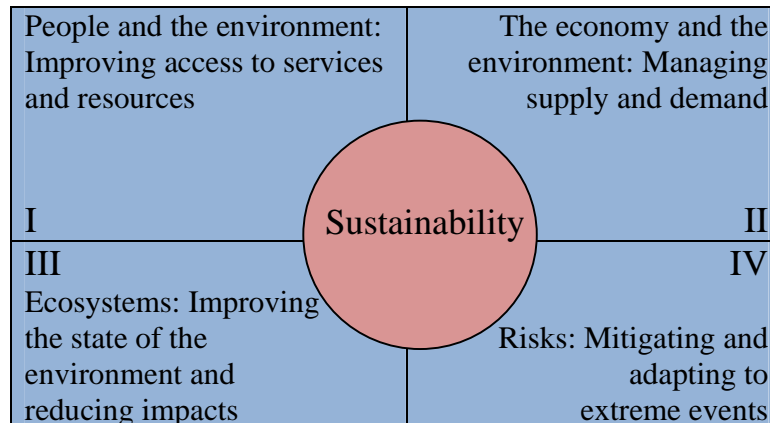 People and the environment:
Improving access to services
and resources
I
The economy and the
environment: Managing
supply and demand
II
Sustainability
III
Ecosystems: Improving
the state of the
environment and
reducing impacts
IV
Risks: Mitigating and
adapting to
extreme events